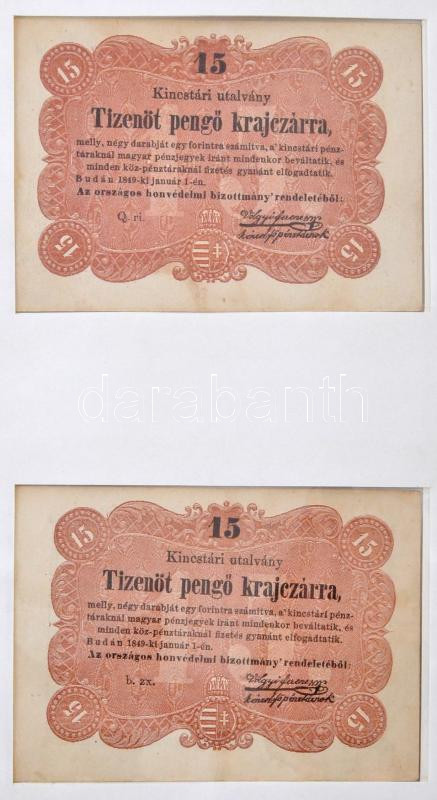 15
15 15
Kincstári utalvány
Tizenöt pengő krajczárra,
melly, négy darabját egy forintra számítva, a' kincstári pénz-
táraknál magyar pénzjegyek iránt mindenkor beváltatik, és
minden köz-pénztáraknál fizetés gyanánt elfogadtatik.
Budán 1849-ki január 1-én.
Az országos honvédelmi bizottmány' rendeletéből:
Q. ri.
15 15
darabanth
15
15 15
Kincstári utalvány
Tizenöt pengő krajczárra,
melly, négy darabját egy forintra számítva, a' kincstári pénz-
táraknál magyar pénzjegyek iránt mindenkor beváltatik, és
minden köz-pénztáraknál fizetés gyanánt elfogadtatik.
Budán 1849-ki január 1-én.
Az országos honvédelmi bizottmány' rendeletéből:
b. zx.
15 15